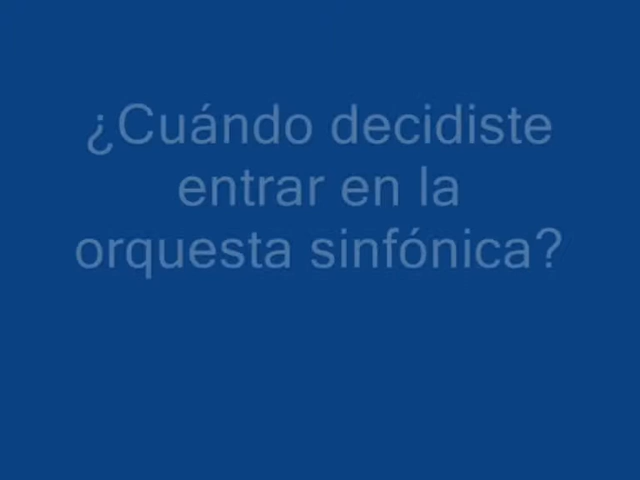 ¿Cuándo decidiste
entrar en la
orquesta sinfónica?